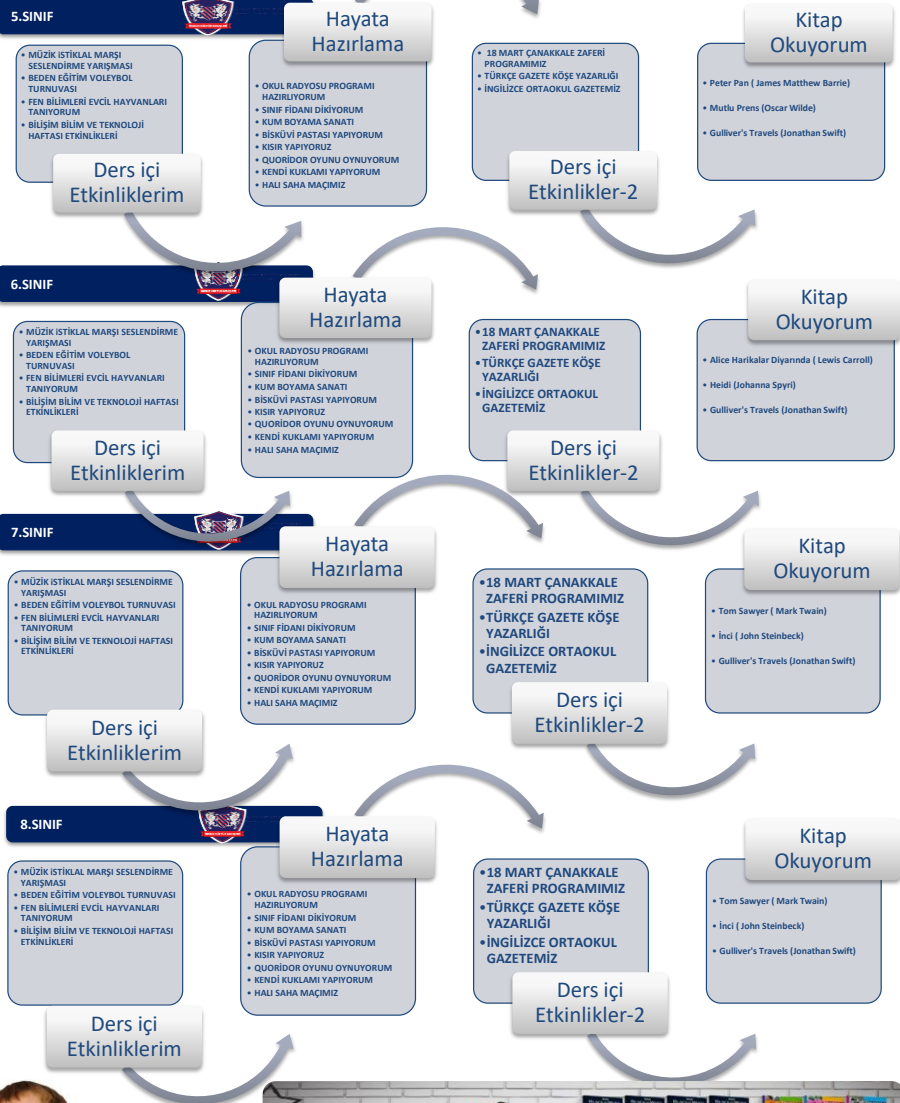 5.SINIF
• MÜZİK iSTİKLAL MARŞI
SESLENDİRME YARIŞMASI
• BEDEN EĞİTİM VOLEYBOL
TURNUVASI
• FEN BİLİMLERİ EVCİL HAYVANLARI
TANIYORUM
• BİLİŞİM BİLİM VE TEKNOLOJİ
HAFTASI ETKİNLİKLERİ
Ders içi
Etkinliklerim
Hayata
Hazırlama
• OKUL RADYOSU PROGRAMI
HAZIRLIYORUM
• SINIF FİDANI DİKİYORUM
• KUM BOYAMA SANATI
• BİSKÜVİ PASTASI YAPIYORUM
• KISIR YAPIYORUZ
• QUORİDOR OYUNU OYNUYORUM
• KENDİ KUKLAMI YAPIYORUM
• HALI SAHA MAÇIMIZ
• 18 MART ÇANAKKALE ZAFERİ
PROGRAMIMIZ
• TÜRKÇE GAZETE KÖŞE YAZARLIĞI
• İNGİLİZCE ORTAOKUL GAZETEMİZ
Ders içi
Etkinlikler-2
Kitap
Okuyorum
• Peter Pan ( James Matthew Barrie)
• Mutlu Prens (Oscar Wilde)
• Gulliver's Travels (Jonathan Swift)
6.SINIF
• MÜZİK iSTİKLAL MARŞI SESLENDİRME
YARIŞMASI
• BEDEN EĞİTİM VOLEYBOL
TURNUVASI
• FEN BİLİMLERİ EVCİL HAYVANLARI
TANIYORUM
• BİLİŞİM BİLİM VE TEKNOLOJİ HAFTASI
ETKİNLİKLERİ
Ders içi
Etkinliklerim
Hayata
Hazırlama
• OKUL RADYOSU PROGRAMI
HAZIRLIYORUM
• SINIF FİDANI DİKİYORUM
• KUM BOYAMA SANATI
• BİSKÜVİ PASTASI YAPIYORUM
• KISIR YAPIYORUZ
• QUORİDOR OYUNU OYNUYORUM
• KENDİ KUKLAMI YAPIYORUM
• HALI SAHA MAÇIMIZ
•18 MART ÇANAKKALE
ZAFERİ PROGRAMIMIZ
•TÜRKÇE GAZETE KÖŞE
YAZARLIĞI
•İNGİLİZCE ORTAOKUL
GAZETEMİZ
Ders içi
Etkinlikler-2
Kitap
Okuyorum
• Alice Harikalar Diyarında ( Lewis Carroll)
• Heidi (Johanna Spyri)
• Gulliver's Travels (Jonathan Swift)
7.SINIF
• MÜZİK iSTİKLAL MARŞI SESLENDİRME
YARIŞMASI
• BEDEN EĞİTİM VOLEYBOL TURNUVASI
• FEN BİLİMLERİ EVCİL HAYVANLARI
TANIYORUM
• BİLİŞİM BİLİM VE TEKNOLOJİ HAFTASI
ETKİNLİKLERİ
Ders içi
Etkinliklerim
Hayata
Hazırlama
• OKUL RADYOSU PROGRAMI
HAZIRLIYORUM
• SINIF FİDANI DİKİYORUM
• KUM BOYAMA SANATI
• BİSKÜVİ PASTASI YAPIYORUM
• KISIR YAPIYORUZ
• QUORİDOR OYUNU OYNUYORUM
• KENDİ KUKLAMI YAPIYORUM
• HALI SAHA MAÇIMIZ
•18 MART ÇANAKKALE
ZAFERİ PROGRAMIMIZ
•TÜRKÇE GAZETE KÖŞE
YAZARLIĞI
•İNGİLİZCE ORTAOKUL
GAZETEMİZ
Ders içi
Etkinlikler-2
Kitap
Okuyorum
• Tom Sawyer ( Mark Twain)
• İnci ( John Steinbeck)
• Gulliver's Travels (Jonathan Swift)
8.SINIF
• MÜZİK iSTİKLAL MARŞI SESLENDİRME
YARIŞMASI
• BEDEN EĞİTİM VOLEYBOL TURNUVASI
• FEN BİLİMLERİ EVCİL HAYVANLARI
TANIYORUM
• BİLİŞİM BİLİM VE TEKNOLOJİ HAFTASI
ETKİNLİKLERİ
Ders içi
Etkinliklerim
Hayata
Hazırlama
• OKUL RADYOSU PROGRAMI
HAZIRLIYORUM
• SINIF FİDANI DİKİYORUM
• KUM BOYAMA SANATI
• BİSKÜVİ PASTASI YAPIYORUM
• KISIR YAPIYORUZ
• QUORİDOR OYUNU OYNUYORUM
• KENDİ KUKLAMI YAPIYORUM
• HALI SAHA MAÇIMIZ
•18 MART ÇANAKKALE
ZAFERİ PROGRAMIMIZ
•TÜRKÇE GAZETE KÖŞE
YAZARLIĞI
•İNGİLİZCE ORTAOKUL
GAZETEMİZ
Ders içi
Etkinlikler-2
Kitap
Okuyorum
• Tom Sawyer ( Mark Twain)
• İnci ( John Steinbeck)
• Gulliver's Travels (Jonathan Swift)